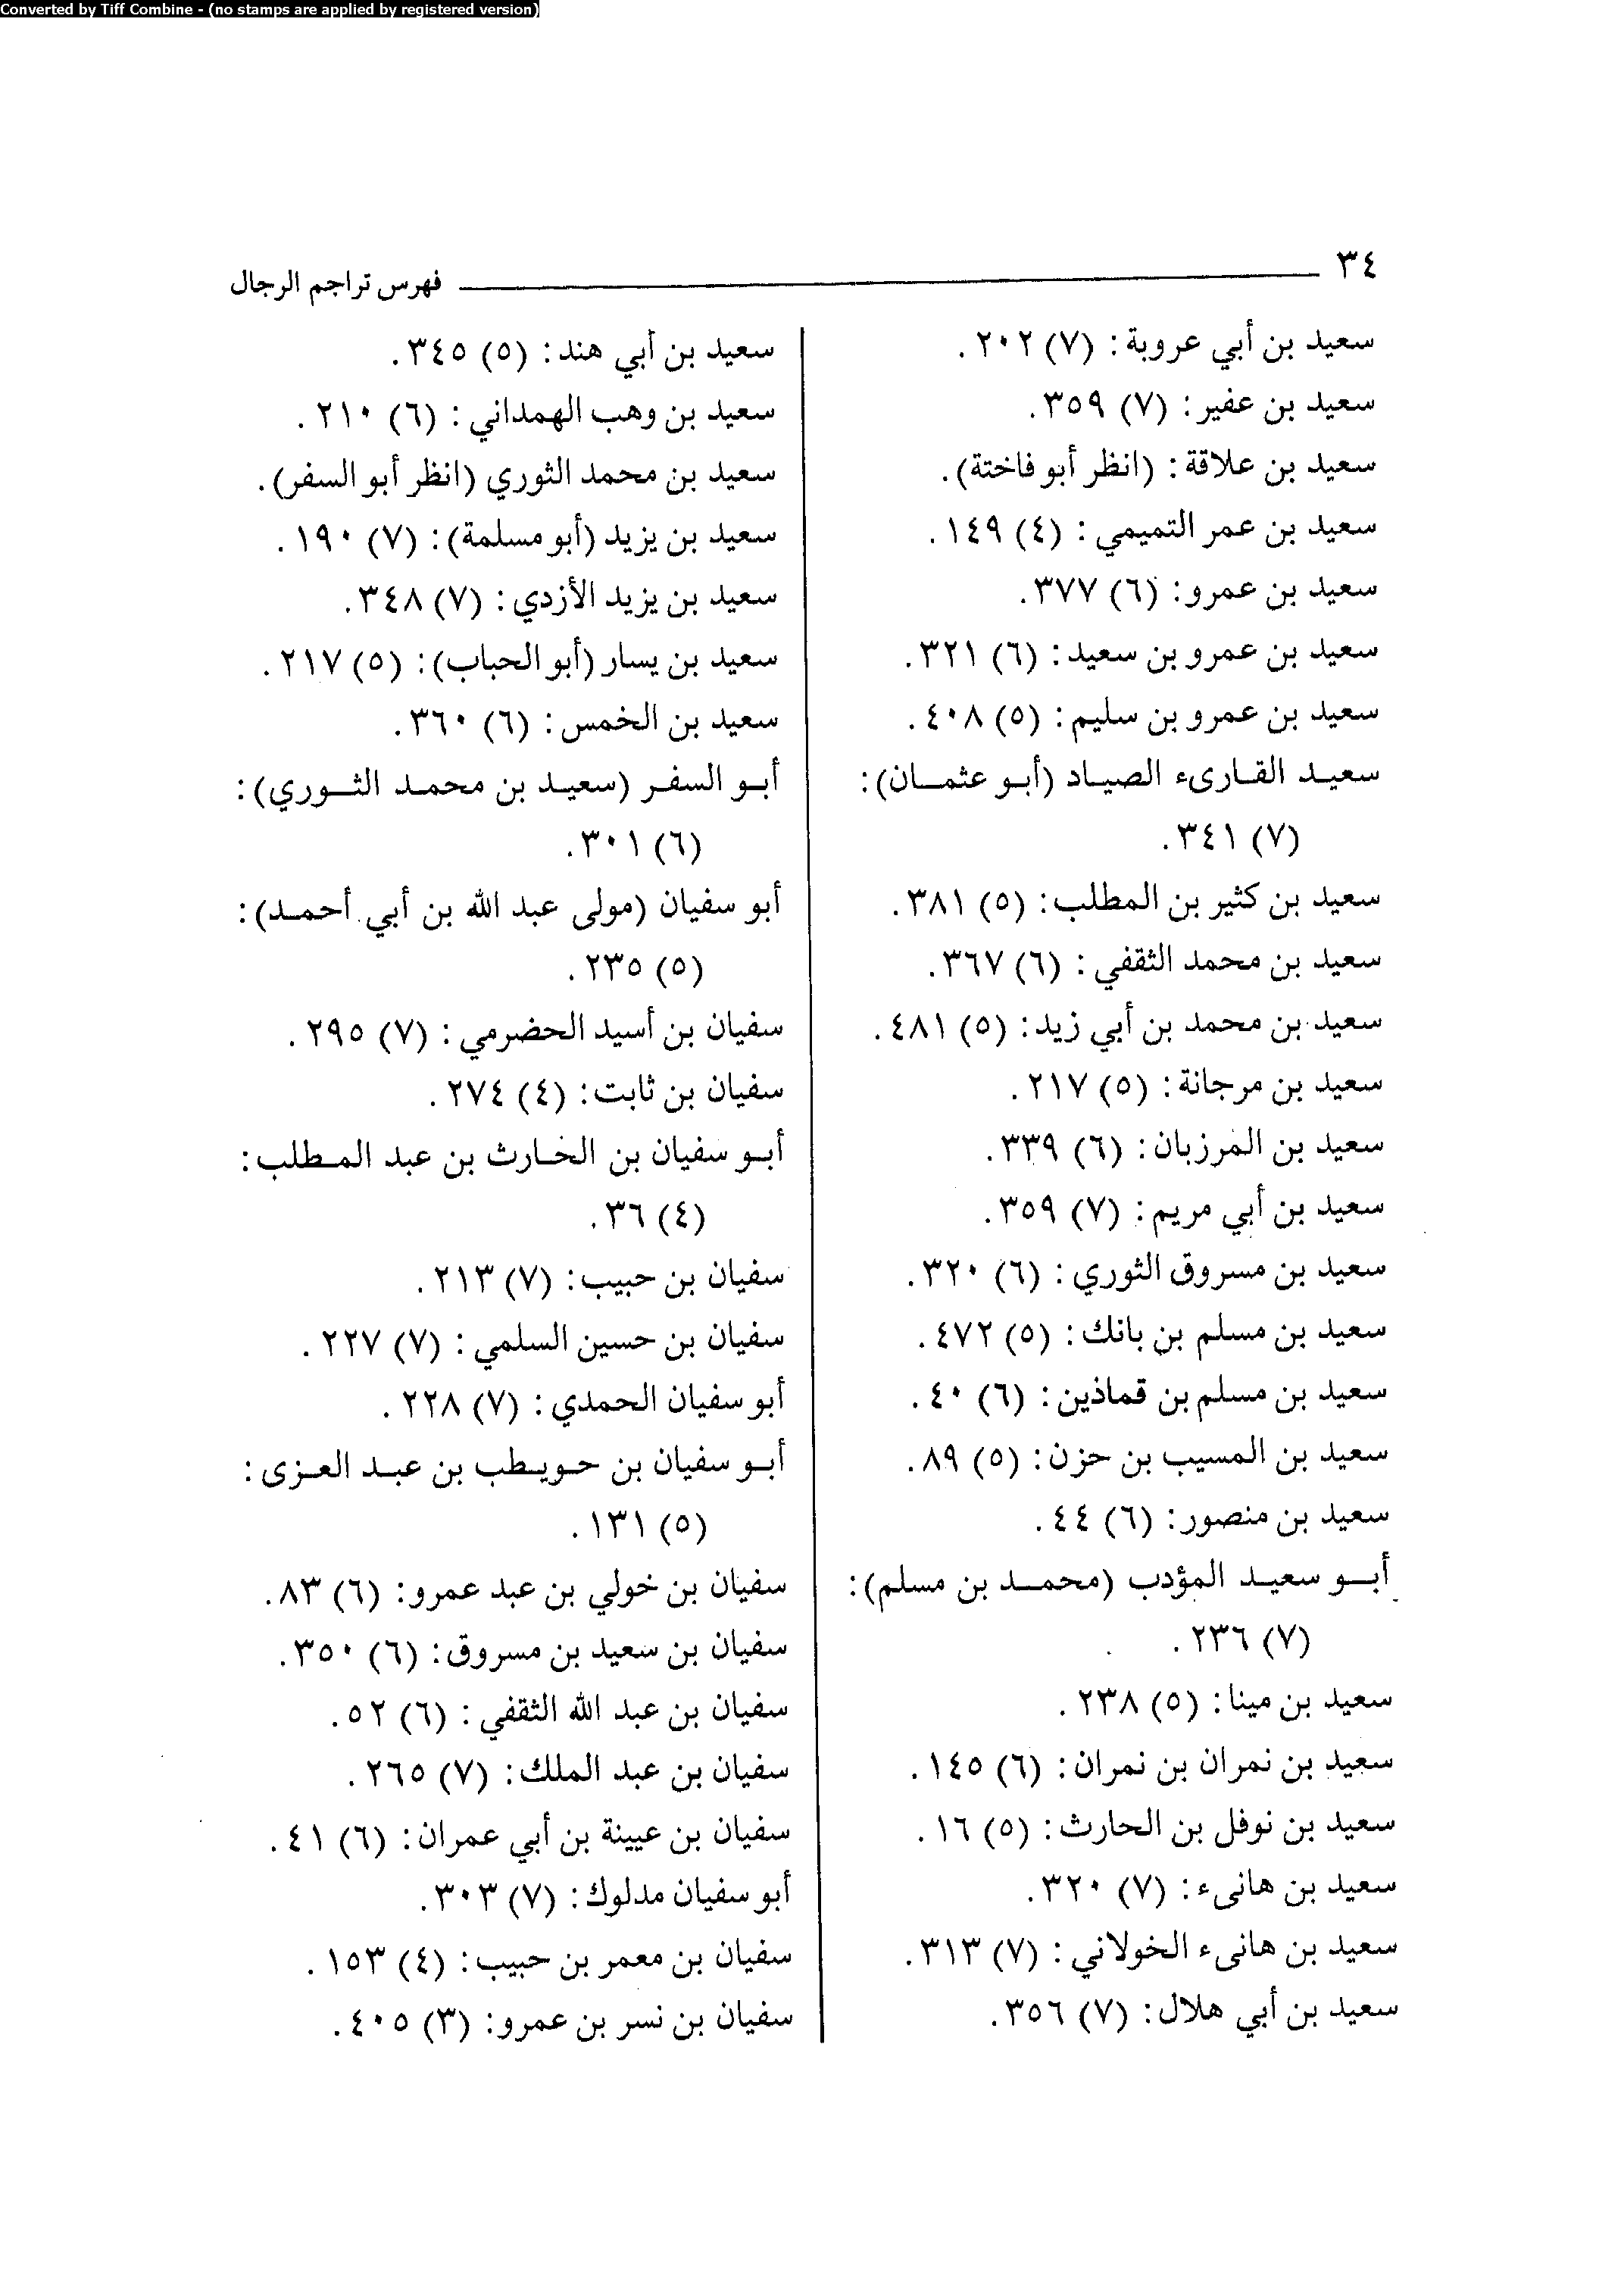 Converted by Tiff Combine - (no stamps are applied by registered version)
٣٤
فهرس تراجم الرجال
سعيد بن أبي عروبة: (٧) ٢٠٢.
سعيد بن عفير: (٧) ٣٥٩.
سعيد بن علاقة: (انظر أبو فاختة).
سعيد بن عمر التميمي: (٤) ١٤٩.
سعيد بن عمرو: (٦) ٣٧٧.
سعيد بن عمرو بن سعيد: (٦) ٣٢١.
سعيد بن عمرو بن سليم: (٥) ٤٠٨.
سعيد القارىء الصياد (أبو عثمان):
(٧) ٣٤١.
سعيد بن كثير بن المطلب: (٥) ٣٨١.
سعيد بن محمد الثقفي: (٦) ٣٦٧.
سعيد بن محمد بن أبي زيد: (٥) ٤٨١.
سعيد بن مرجانة: (٥) ٢١٧.
سعيد بن المرزبان: (٦) ٣٣٩.
سعيد بن أبي مريم: (٧) ٣٥٩.
سعيد بن مسروق الثوري: (٦) ٣٢٠.
سعيد بن مسلم بن بانك: (٥) ٤٧٢.
سعيد بن مسلم بن قماذين: (٦) ٤٠.
سعيد بن المسيب بن حزن: (٥) ٨٩.
سعيد بن منصور: (٦) ٤٤.
أبو سعيد المؤدب (محمد بن مسلم):
(٧) ٢٣٦.
سعيد بن مينا: (٥) ٢٣٨.
سعيد بن نمران بن نمران: (٦) ١٤٥.
سعيد بن نوفل بن الحارث: (٥) ١٦.
سعيد بن هانىء: (٧) ٣٢٠.
سعيد بن هانىء الخولاني: (٧) ٣١٣.
سعيد بن أبي هلال: (٧) ٣٥٦.
سعيد بن أبي هند: (٥) ٣٤٥.
سعيد بن وهب الهمداني: (٦) ٢١٠.
سعيد بن محمد الثوري (انظر أبو السفر).
سعيد بن يزيد (أبو مسلمة): (٧) ١٩٠.
سعيد بن يزيد الأزدي: (٧) ٣٤٨.
سعيد بن يسار (أبو الحباب): (٥) ٢١٧.
سعيد بن الخمس: (٦) ٣٦٠.
أبو السفر (سعيد بن محمد الثوري):
(٦) ٣٠١.
أبو سفيان (مولى عبد الله بن أبي أحمد):
(٥) ٢٣٥.
سفيان بن أسيد الحضرمي: (٧) ٢٩٥.
سفيان بن ثابت: (٤) ٢٧٤.
أبو سفيان بن الحارث بن عبد المطلب:
(٤) ٣٦.
سفيان بن حبيب: (٧) ٢١٣.
سفيان بن حسين السلمي: (٧) ٢٢٧.
أبو سفيان الحمدي: (٧) ٢٢٨.
أبو سفيان بن حويطب بن عبد العزى:
(٥) ١٣١.
سفيان بن خولي بن عبد عمرو: (٦) ٨٣.
سفيان بن سعيد بن مسروق: (٦) ٣٥٠.
سفيان بن عبد الله الثقفي: (٦) ٥٢.
سفيان بن عبد الملك: (٧) ٢٦٥.
سفيان بن عيينة بن أبي عمران: (٦) ٤١.
أبو سفيان مدلوك: (٧) ٣٠٣.
سفيان بن معمر بن حبيب: (٤) ١٥٣.
سفيان بن نسر بن عمرو: (٣) ٤٠٥.